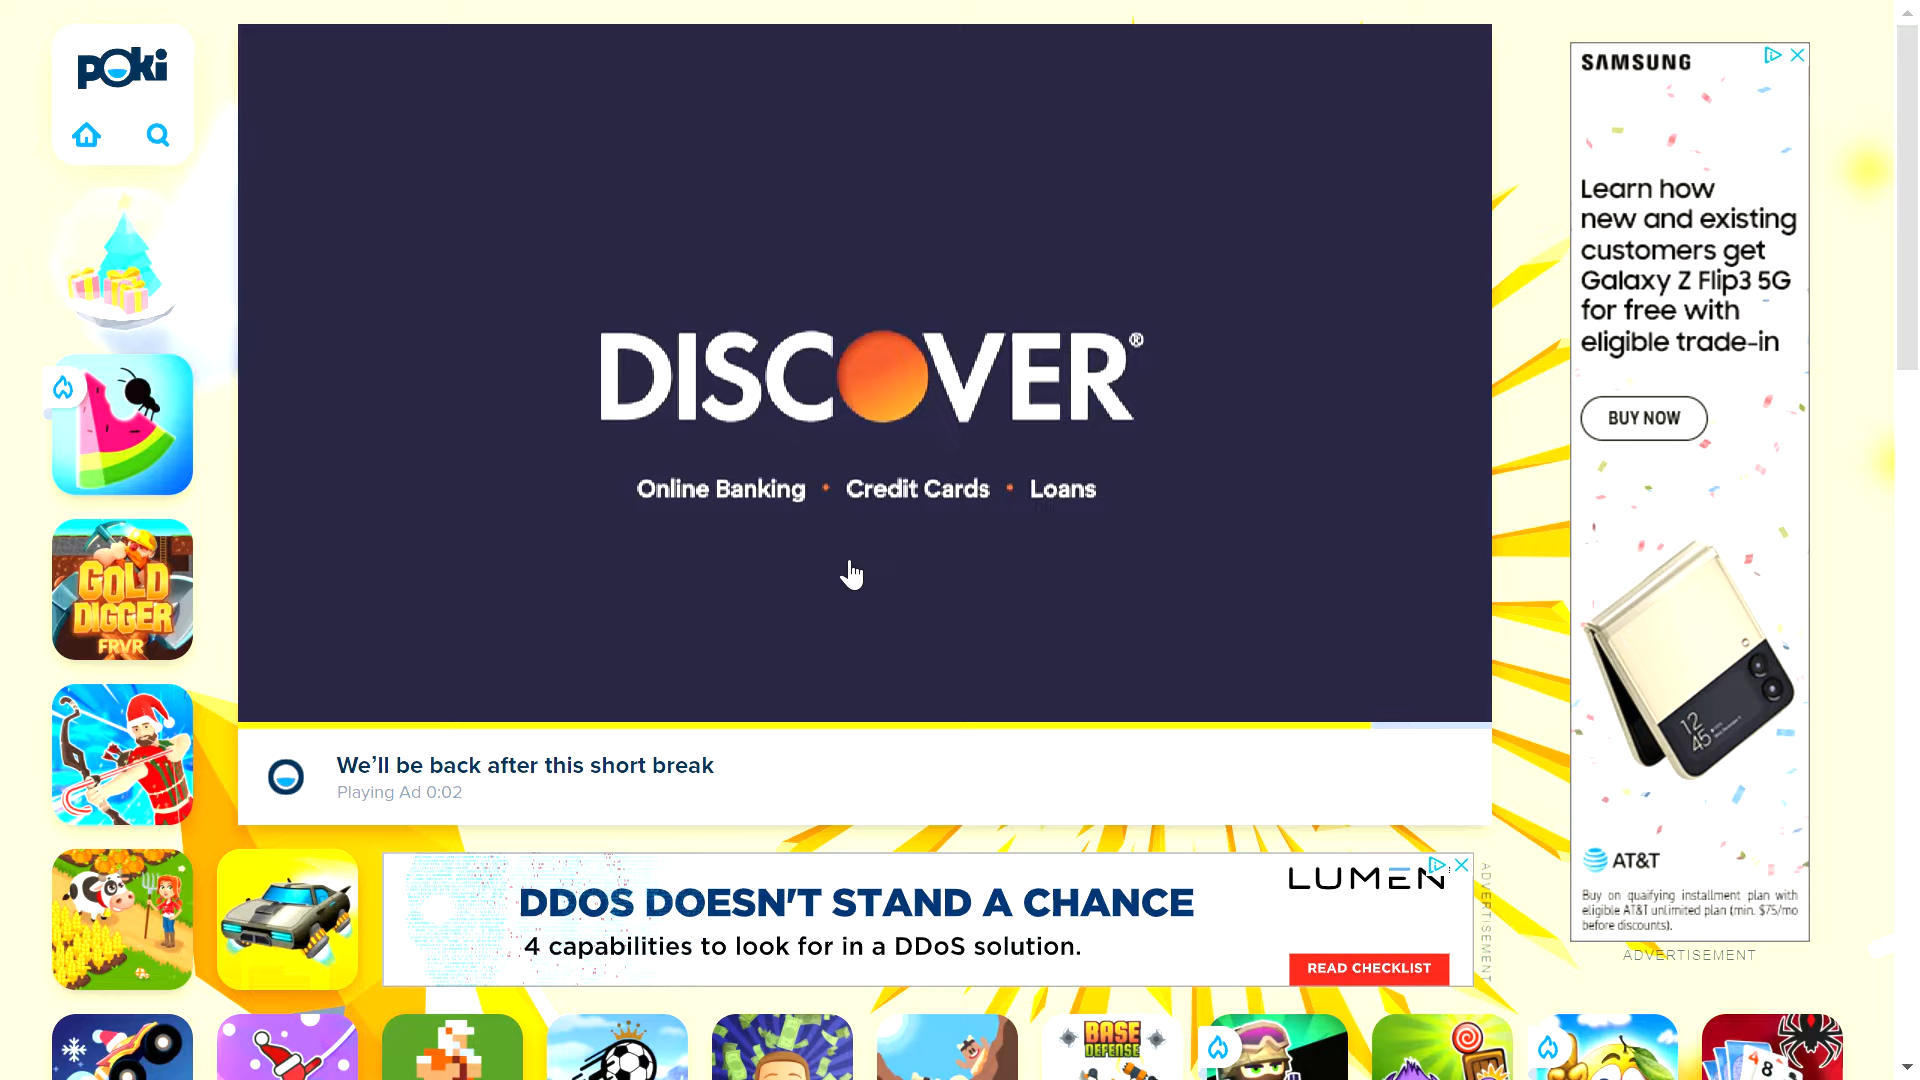 poki
DISCOVER®
Online Banking • Credit Cards • Loans
We’ll be back after this short break
Playing Ad 0:02
SAMSUNG
Learn how
new and existing
customers get
Galaxy Z Flip3 5G
for free with
eligible trade-in
BUY NOW
12
45
AT&T
Buy on qualifying installment plan with
eligible AT&T unlimited plan (min. $75/mo
before discounts).
ADVERTISEMENT
GOLD
DIGGER
FRVR
DDOS DOESN'T STAND A CHANCE
4 capabilities to look for in a DDoS solution.
LUMEN
READ CHECKLIST
ADVERTISEMENT
BASE
DEFENSE
4
8